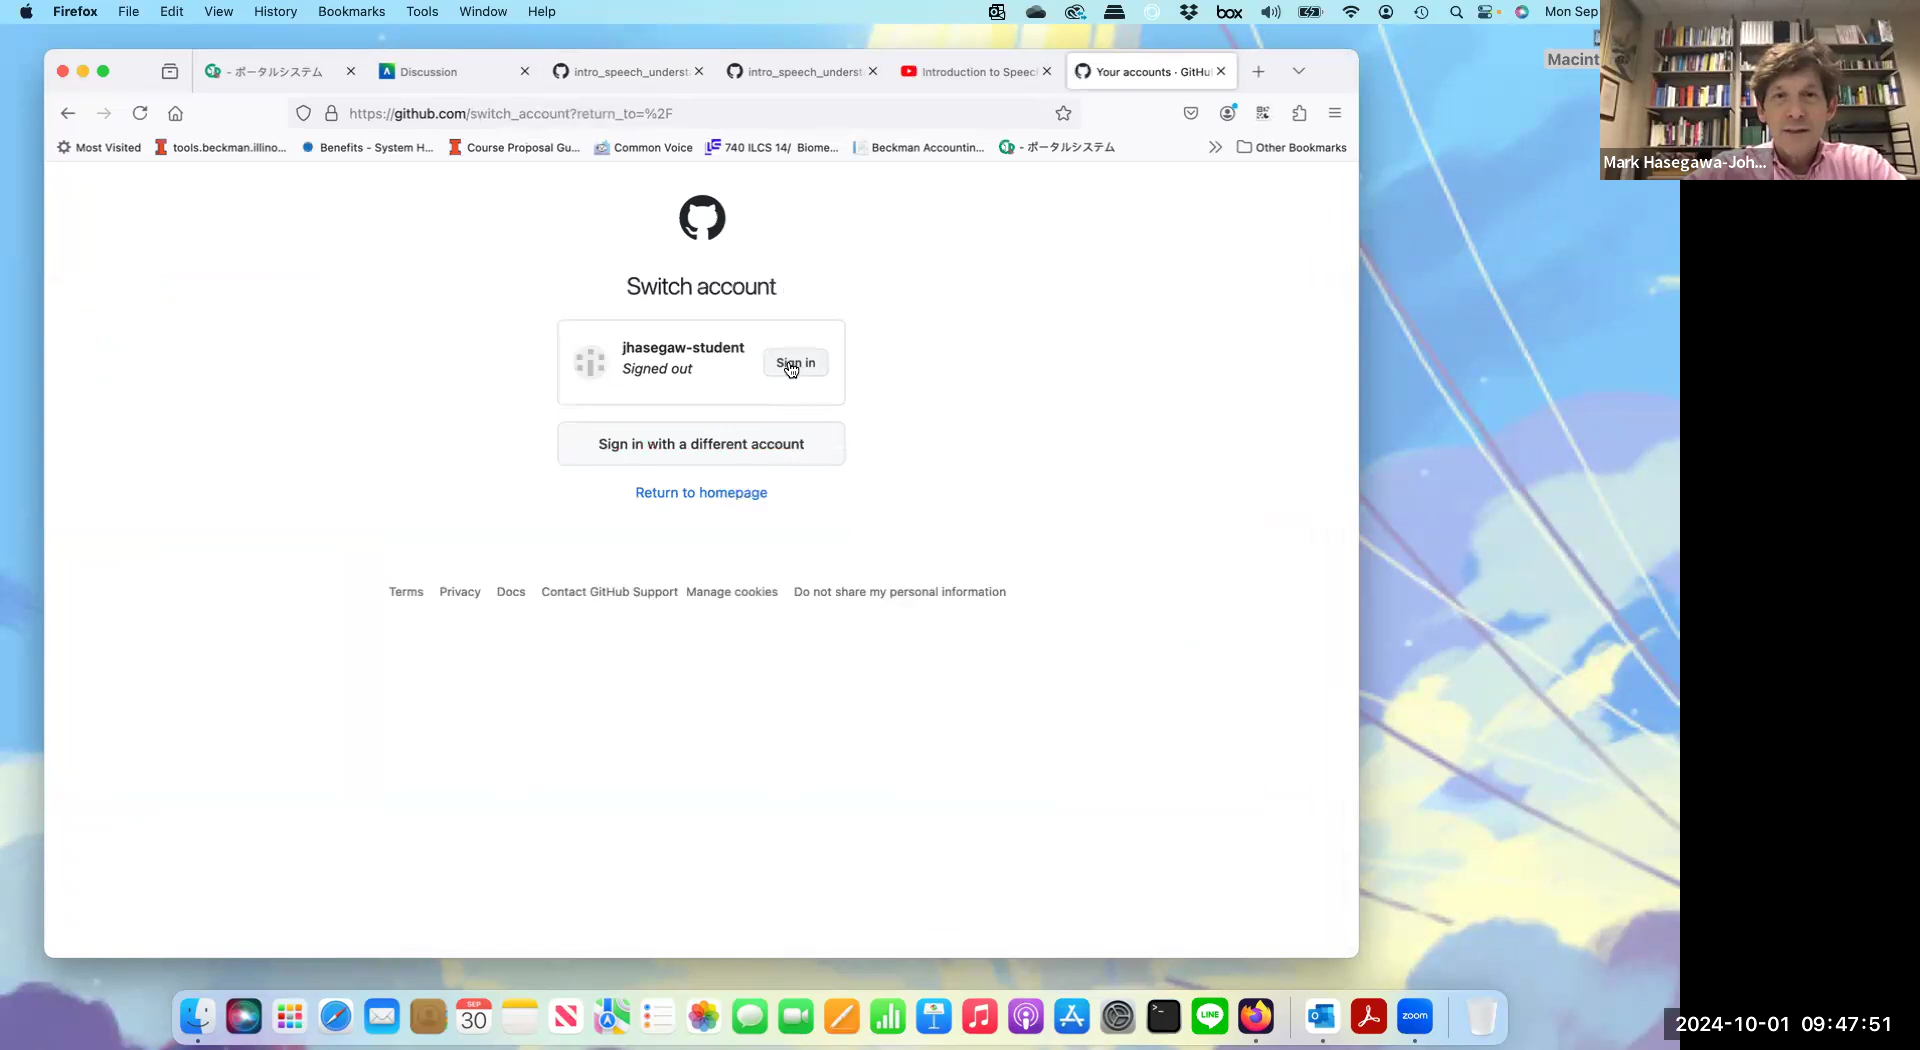 Firefox File Edit View History Bookmarks Tools Window Help box Mon Sep
- ポータルシステム Discussion intro_speech_underst intro_speech_underst Introduction to Speec Your accounts · GitHu
Macint
https://github.com/switch_account?return_to=%2F
Most Visited tools.beckman.illino... Benefits - System H... Course Proposal Gu... Common Voice 740 ILCS 14/ Biome... Beckman Accountin... - ポータルシステム Other Bookmarks
Mark Hasegawa-Joh...
Switch account
jhasegaw-student
Signed out
Sign in
Sign in with a different account
Return to homepage
Terms Privacy Docs Contact GitHub Support Manage cookies Do not share my personal information
SEP
30
zoom
2024-10-01 09:47:51